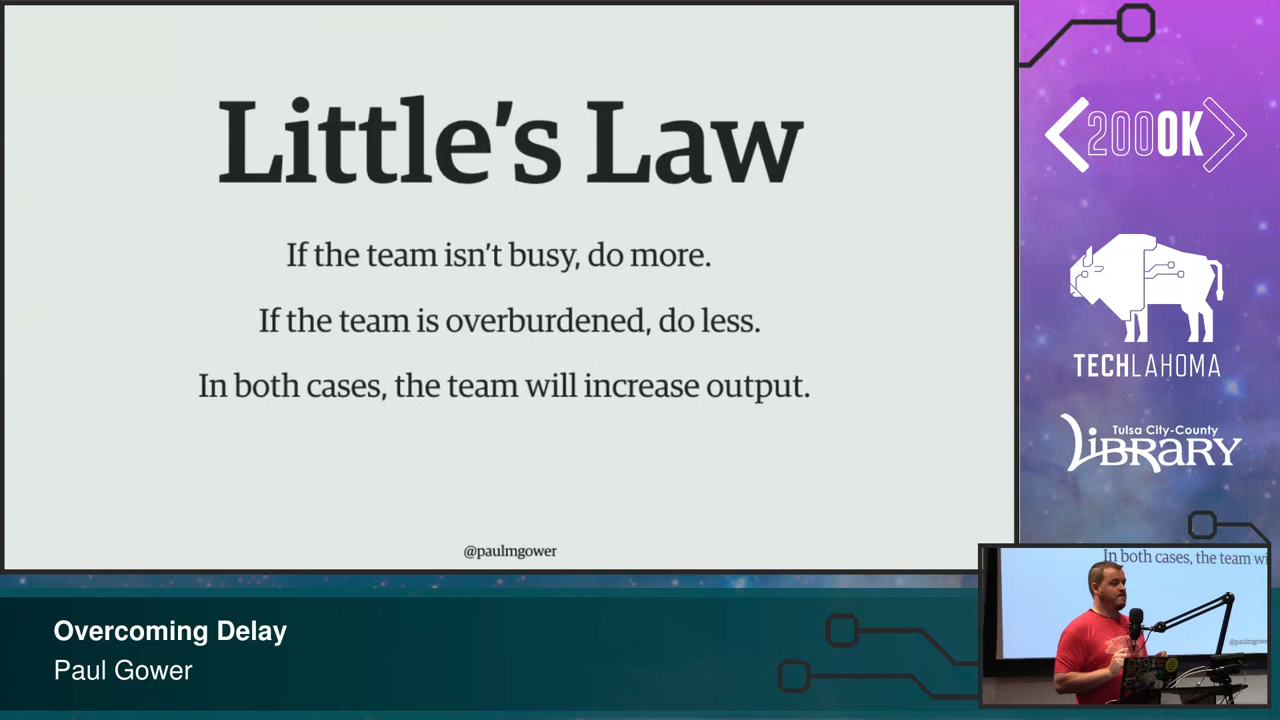 Little's Law
If the team isn't busy, do more.
If the team is overburdened, do less.
In both cases, the team will increase output.
@paulmgower
200OK
TECHLAHOMA
Tulsa City-County
LiBRARY
In both cases, the team wi
@paulmgowe
Overcoming Delay
Paul Gower